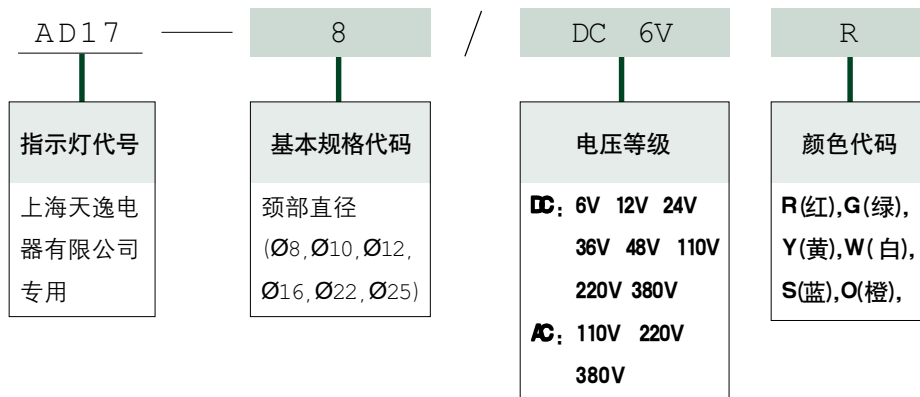 AD17 — 8 / DC 6V R
指示灯代号
上海天逸电
器有限公司
专用
基本规格代码
颈部直径
(Ø8,Ø10,Ø12,
Ø16,Ø22,Ø25)
电压等级
DC: 6V 12V 24V
36V 48V 110V
220V 380V
AC: 110V 220V
380V
颜色代码
R(红),G(绿),
Y(黄),W(白),
S(蓝),O(橙),